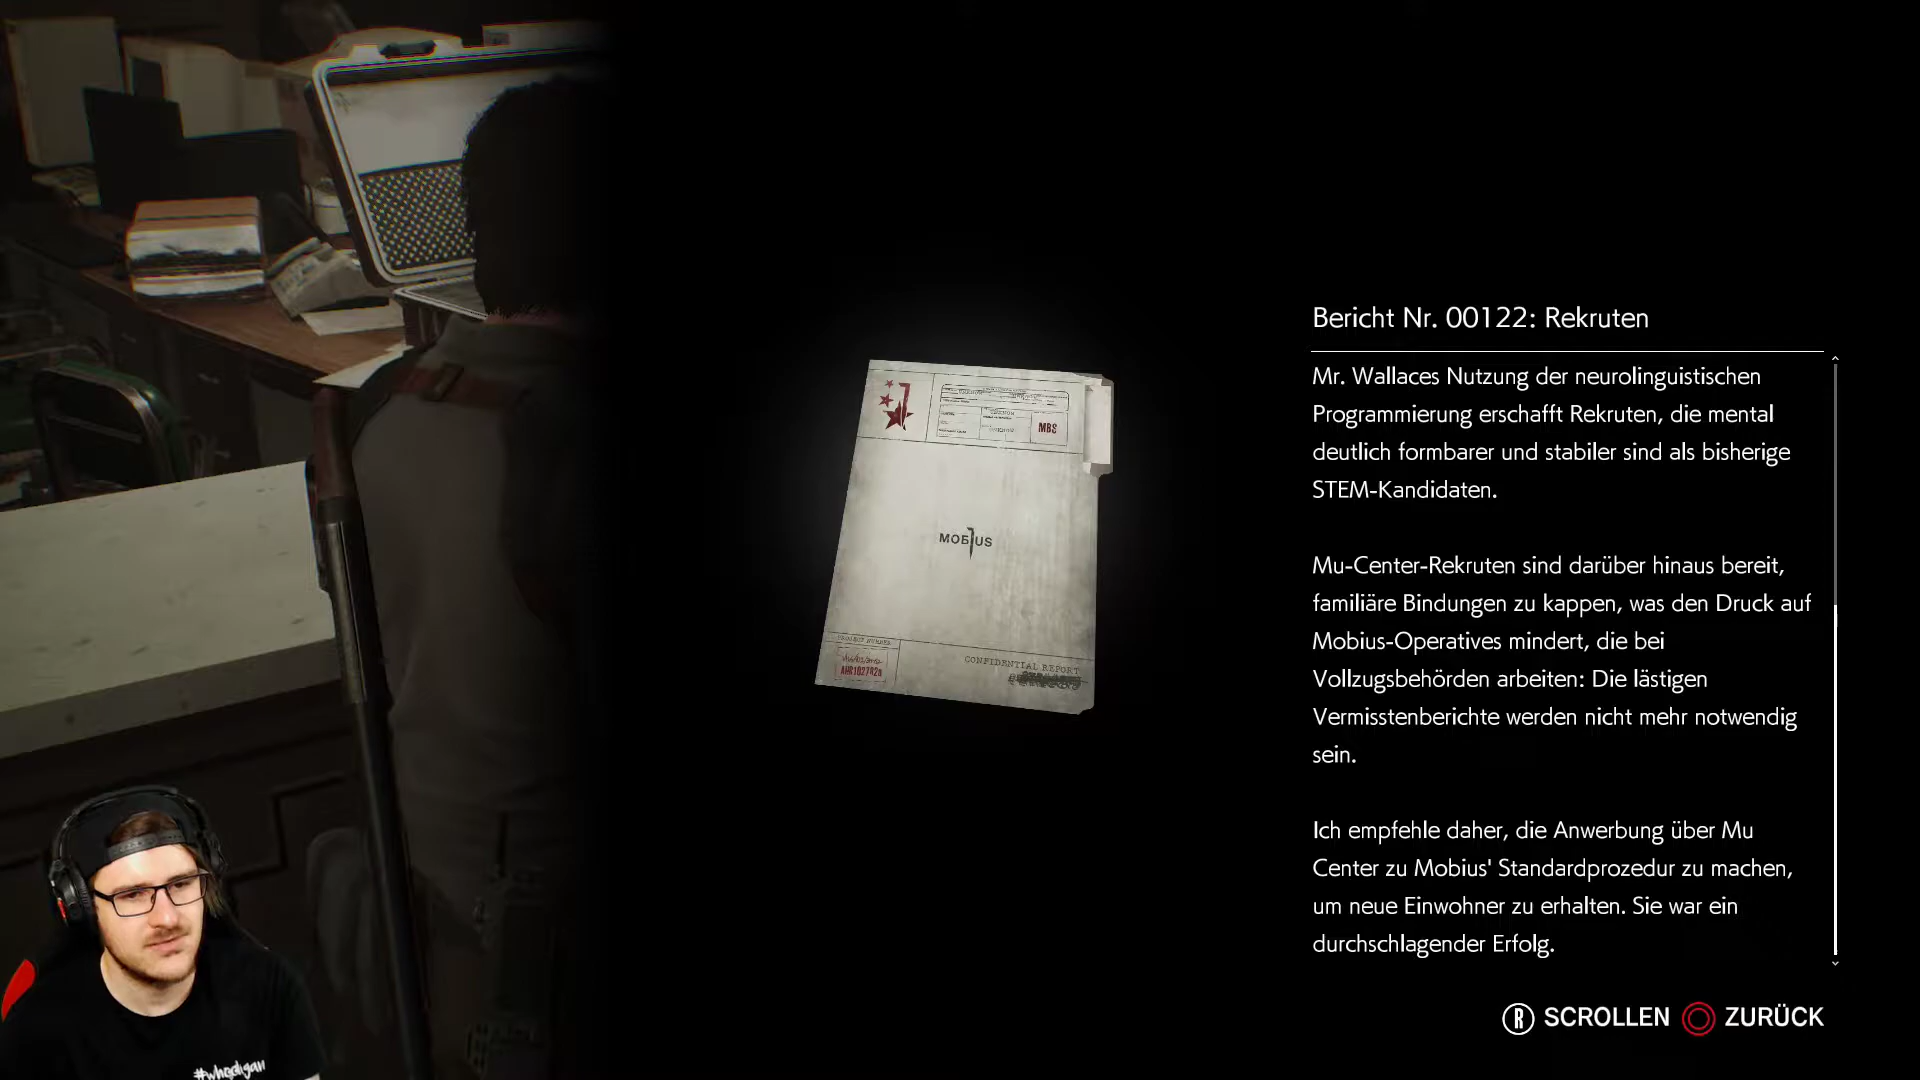 Bericht Nr. 00122: Rekruten
Mr. Wallaces Nutzung der neurolinguistischen
Programmierung erschafft Rekruten, die mental
deutlich formbarer und stabiler sind als bisherige
STEM-Kandidaten.
Mu-Center-Rekruten sind darüber hinaus bereit,
familiäre Bindungen zu kappen, was den Druck auf
Mobius-Operatives mindert, die bei
Vollzugsbehörden arbeiten: Die lästigen
Vermisstenberichte werden nicht mehr notwendig
sein.
Ich empfehle daher, die Anwerbung über Mu
Center zu Mobius' Standardprozedur zu machen,
um neue Einwohner zu erhalten. Sie war ein
durchschlagender Erfolg.
MBS
MOBIUS
PROJECT NUMBER
CONFIDENTIAL REPORT
#whooligan
R SCROLLEN ZURÜCK